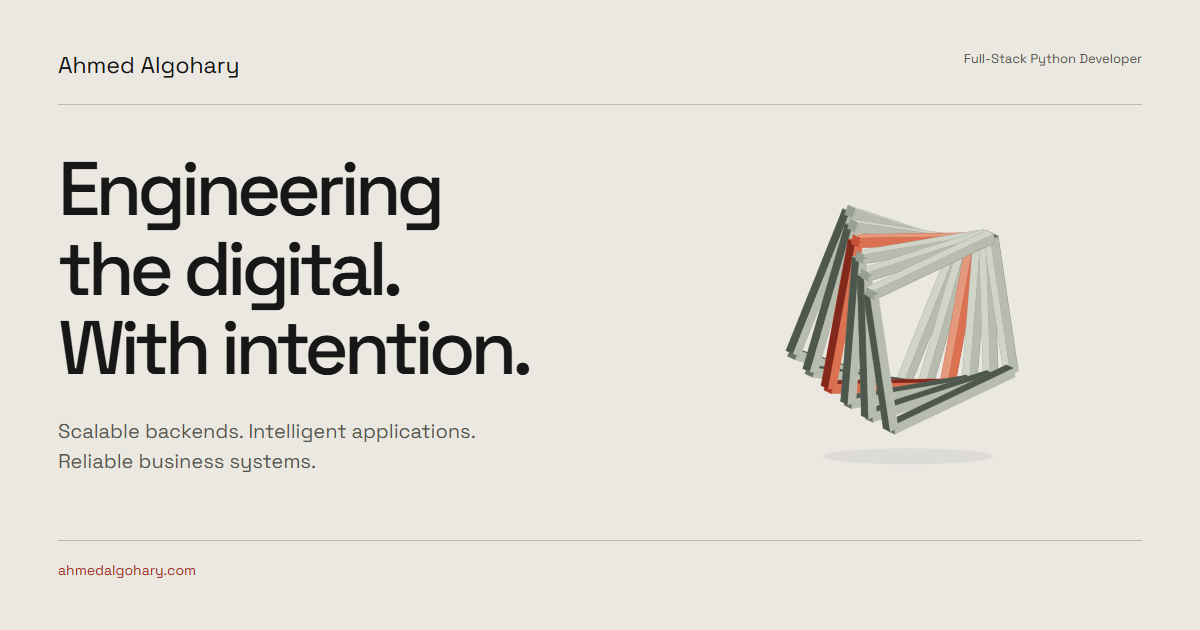 Ahmed Algohary
Full-Stack Python Developer
Engineering
the digital.
With intention.
Scalable backends. Intelligent applications.
Reliable business systems.
ahmedalgohary.com